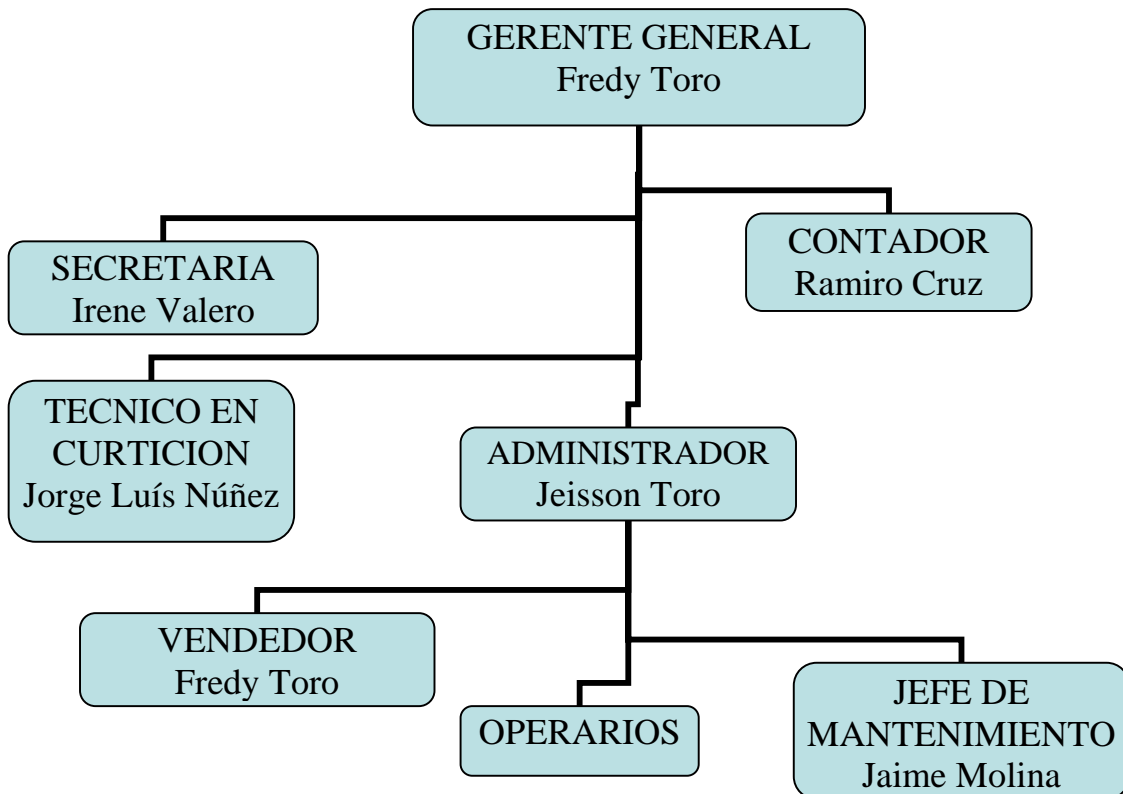 GERENTE GENERAL
Fredy Toro
SECRETARIA
Irene Valero
CONTADOR
Ramiro Cruz
TECNICO EN
CURTICION
Jorge Luís Núñez
ADMINISTRADOR
Jeisson Toro
VENDEDOR
Fredy Toro
OPERARIOS
JEFE DE
MANTENIMIENTO
Jaime Molina